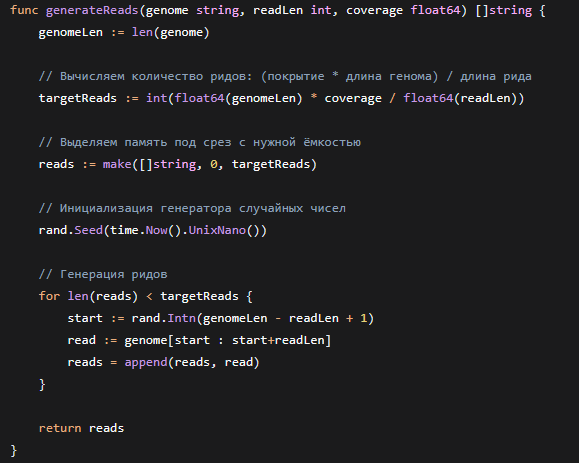 func generateReads(genome string, readLen int, coverage float64) []string {
    genomeLen := len(genome)

    // Вычисляем количество ридов: (покрытие * длина генома) / длина рида
    targetReads := int(float64(genomeLen) * coverage / float64(readLen))

    // Выделяем память под срез с нужной ёмкостью
    reads := make([]string, 0, targetReads)

    // Инициализация генератора случайных чисел
    rand.Seed(time.Now().UnixNano())

    // Генерация ридов
    for len(reads) < targetReads {
        start := rand.Intn(genomeLen - readLen + 1)
        read := genome[start : start+readLen]
        reads = append(reads, read)
    }

    return reads
}